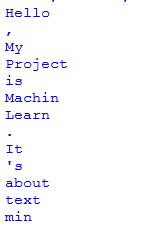 Hello
,
My
Project
is
Machin
Learn
.
It
's
about
text
min